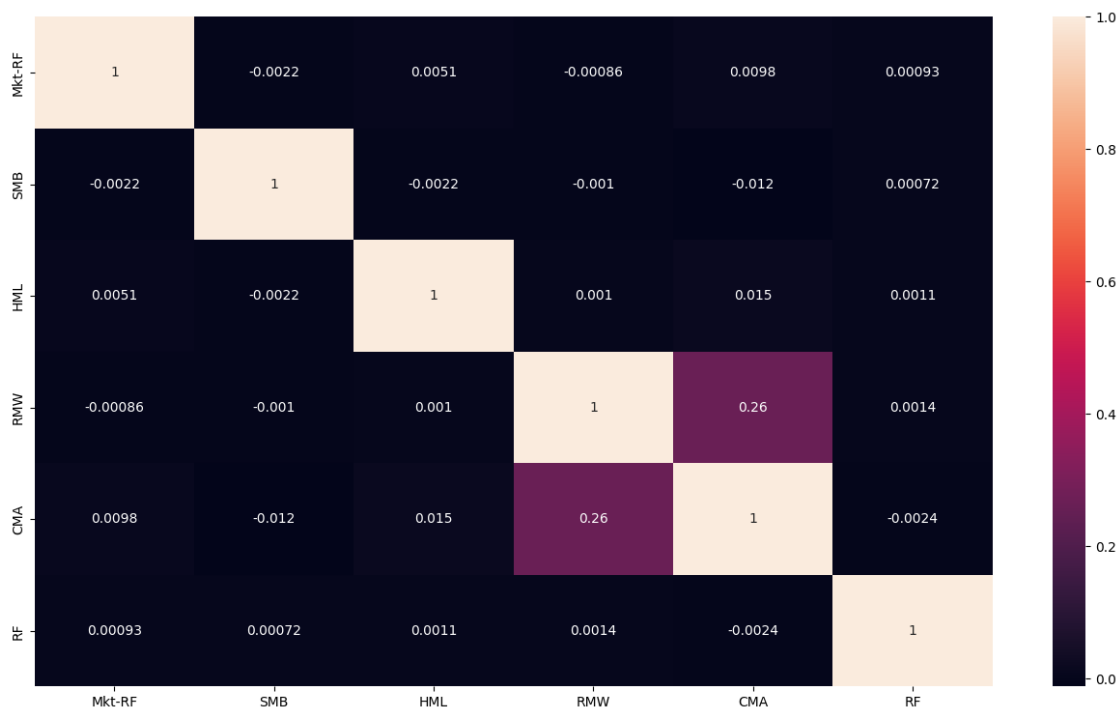 1.0
Mkt-RF 1 -0.0022 0.0051 -0.00086 0.0098 0.00093
0.8
SMB -0.0022 1 -0.0022 -0.001 -0.012 0.00072
0.6
HML 0.0051 -0.0022 1 0.001 0.015 0.0011
0.4
RMW -0.00086 -0.001 0.001 1 0.26 0.0014
CMA 0.0098 -0.012 0.015 0.26 1 -0.0024
0.2
RF 0.00093 0.00072 0.0011 0.0014 -0.0024 1
0.0
Mkt-RF SMB HML RMW CMA RF